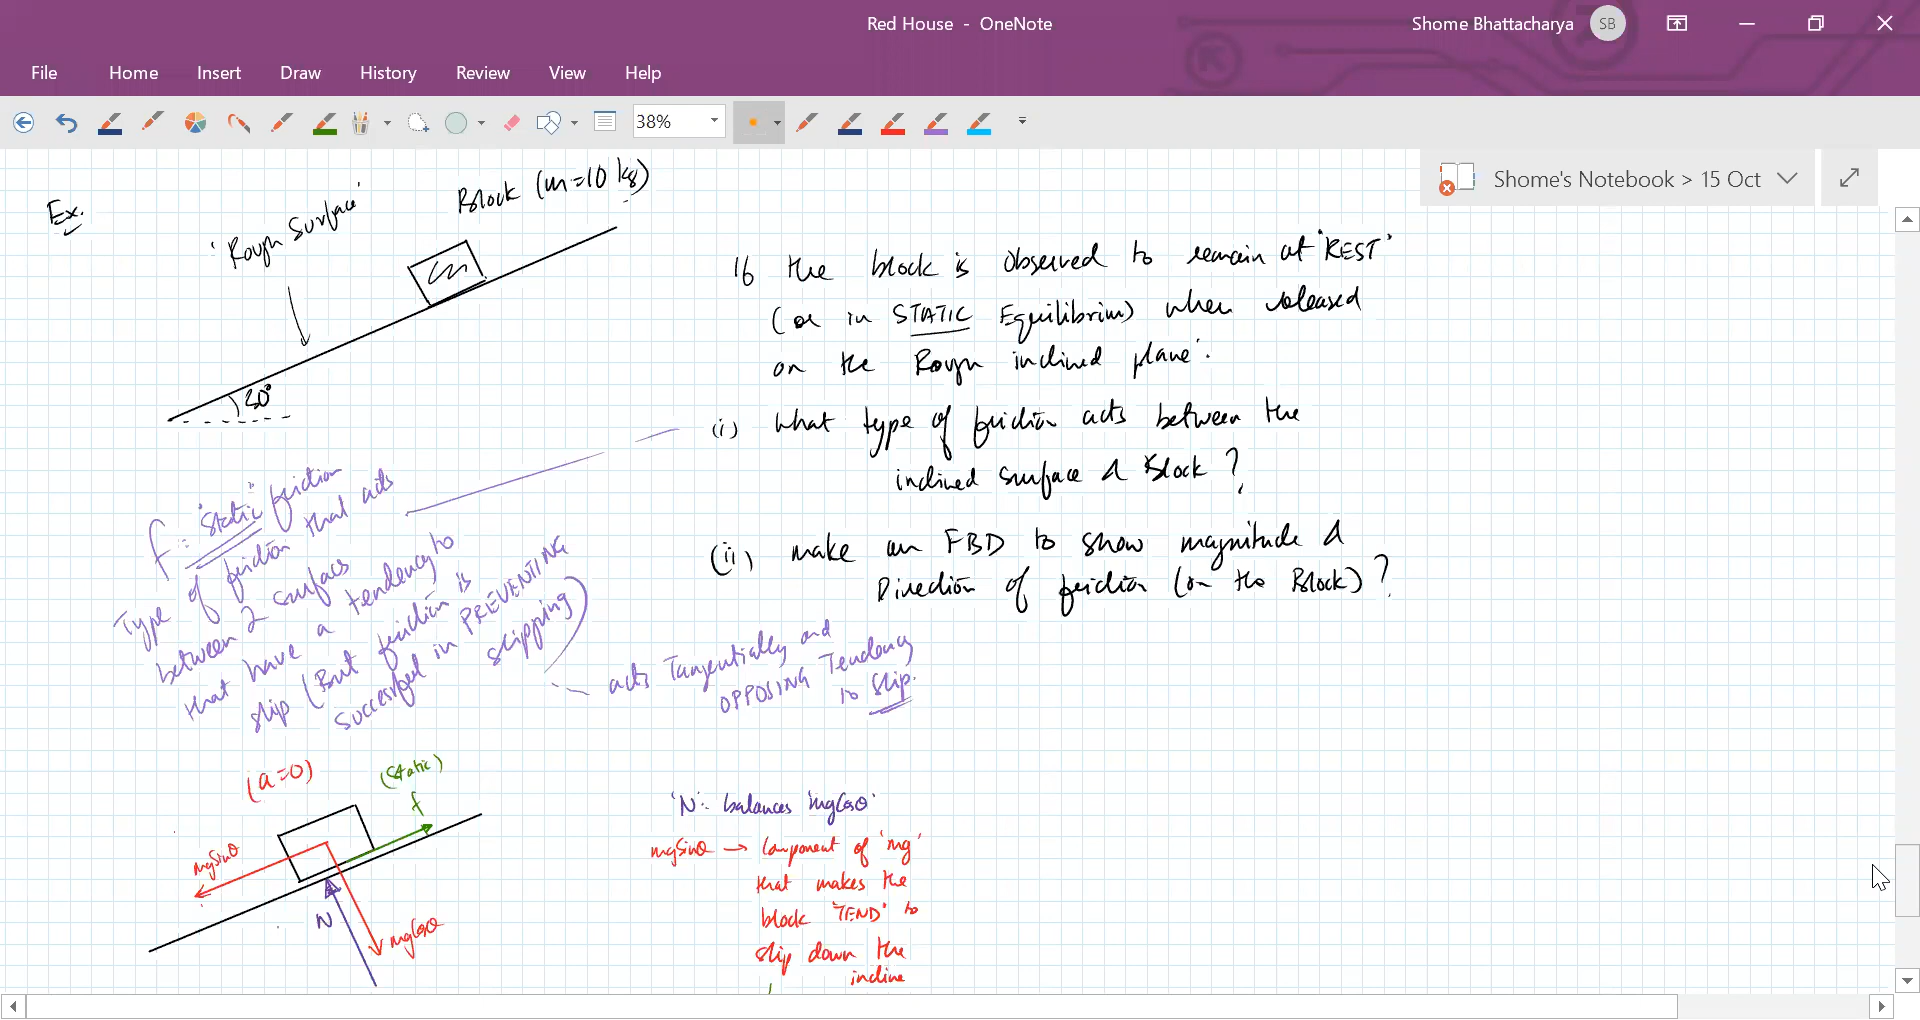 Red House - OneNote
Shome Bhattacharya SB
File Home Insert Draw History Review View Help
38%
Shome's Notebook > 15 Oct
Ex.
'Rough Surface'
Block (m=10 kg)
30°
m
If the block is observed to remain at 'REST'
(or in STATIC Equilibrim) when released
on the Rough inclined plane.
(i) What type of friction acts between the
inclined surface & Block?
(ii) make an FBD to show magnitude &
Direction of friction (on the Block)?
f = "static" friction
Type of friction that acts
between 2 surfaces
that have a tendency to
slip (But friction is
successful in PREVENTING
slipping)
acts Tangentially and
OPPOSING Tendency
to slip.
(a=0)
(static)
f
mgsinθ
N
mgcosθ
'N': balances 'mgcosθ'
mgsinθ → Component of 'mg'
that makes the
block 'TEND' to
slip down the
incline